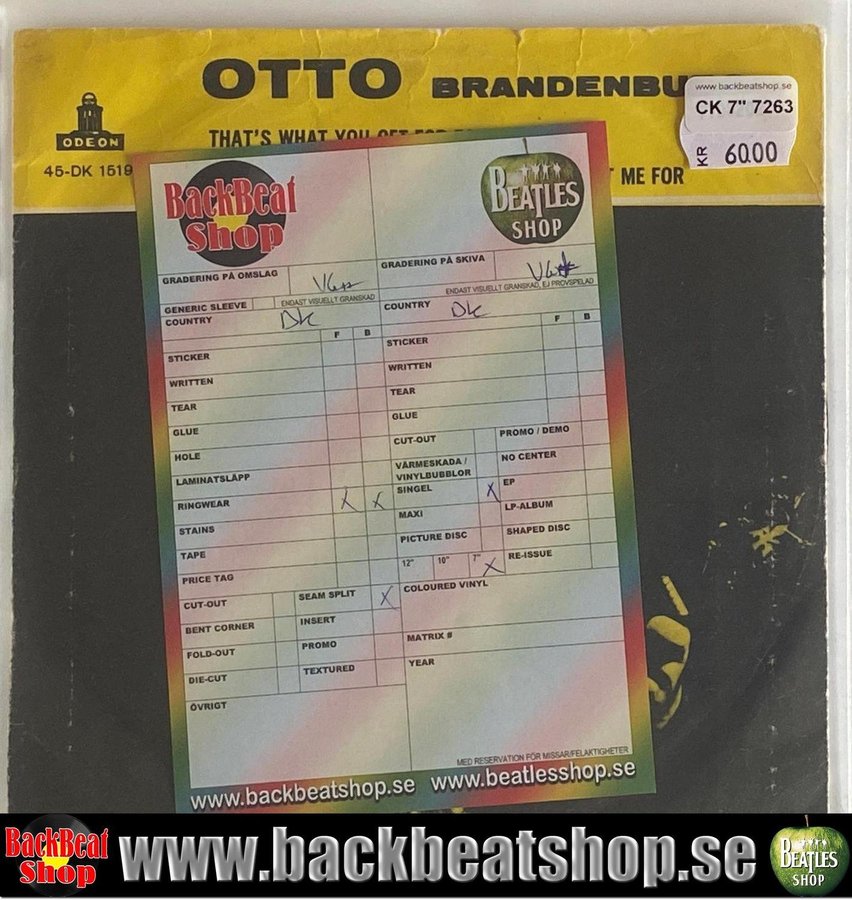 OTTO BRANDENBU
www.backbeatshop.se
CK 7" 7263
KR 60.00
ODEON
45-DK 1519
THAT'S WHAT YOU GET FOR
ME FOR
BackBeat
Shop
BEATLES
SHOP
GRADERING PÅ OMSLAG VG++
GRADERING PÅ SKIVA
GENERIC SLEEVE
ENDAST VISUELLT GRANSKAD
ENDAST VISUELLT GRANSKAD, EJ PROVSPELAD
COUNTRY DK
COUNTRY DK
F B
F B
STICKER
STICKER
WRITTEN
WRITTEN
TEAR
TEAR
GLUE
GLUE
HOLE
CUT-OUT
PROMO / DEMO
LAMINATSLÄPP
VÄRMESKADA /
VINYLBUBBLOR
NO CENTER
RINGWEAR X X
SINGEL X
EP
STAINS
MAXI
LP-ALBUM
TAPE
PICTURE DISC
SHAPED DISC
PRICE TAG
12" 10" 7" X
RE-ISSUE
CUT-OUT
SEAM SPLIT X
COLOURED VINYL
BENT CORNER
INSERT
FOLD-OUT
PROMO
MATRIX #
DIE-CUT
TEXTURED
YEAR
ÖVRIGT
MED RESERVATION FÖR MISSAR/FELAKTIGHETER
www.backbeatshop.se www.beatlesshop.se
BackBeat
Shop
www.backbeatshop.se
BEATLES
SHOP